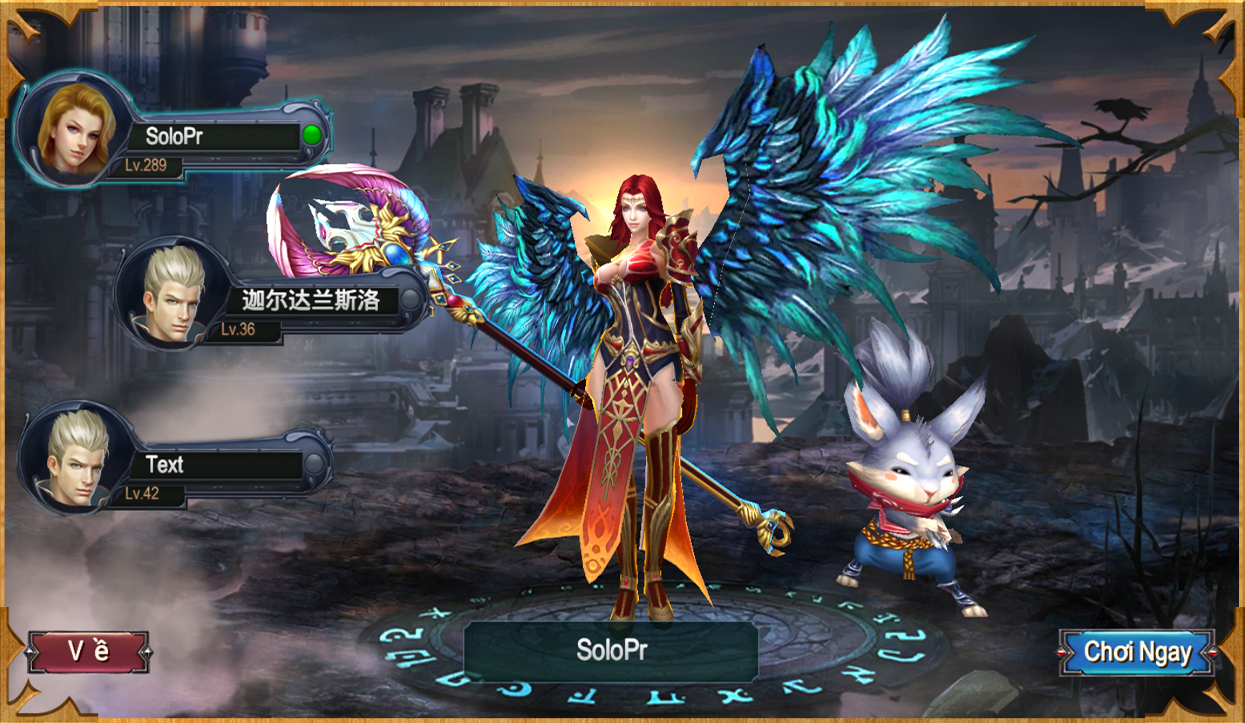 SoloPr
Lv.289
迦尔达兰斯洛
Lv.36
Text
Lv.42
SoloPr
V ề
Chơi Ngay